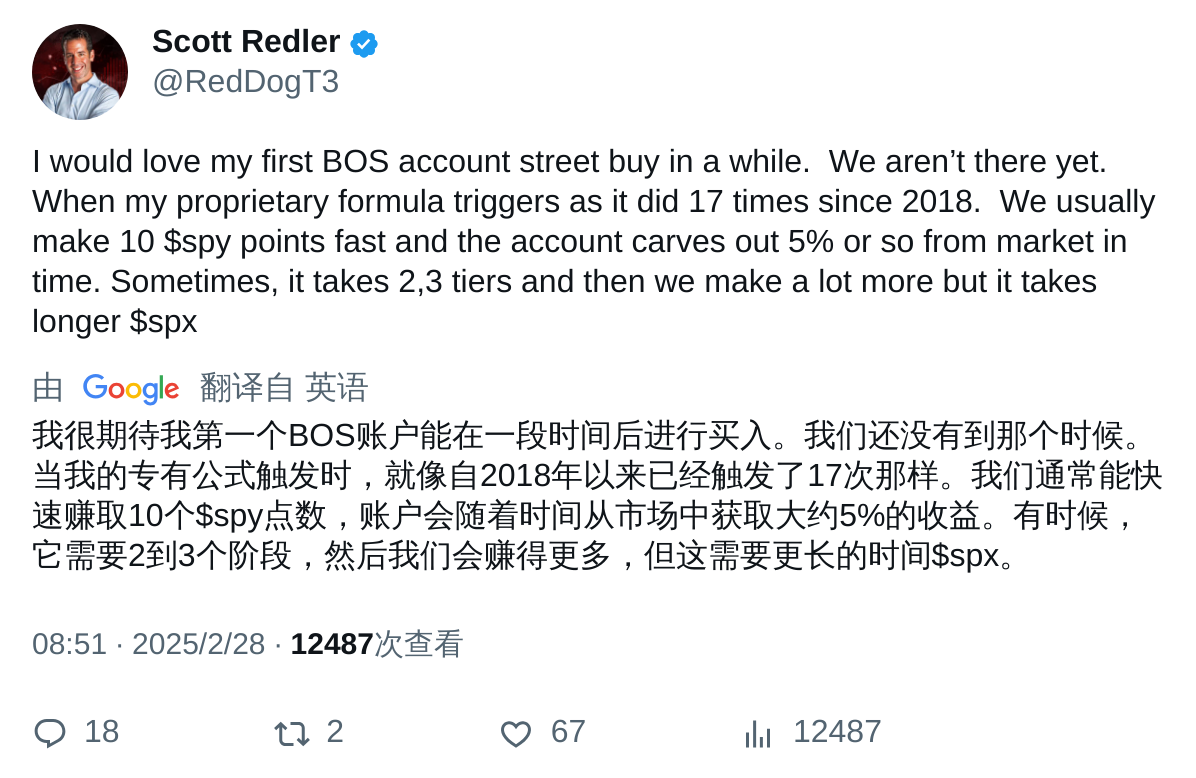 Scott Redler
@RedDogT3
I would love my first BOS account street buy in a while.  We aren’t there yet.
When my proprietary formula triggers as it did 17 times since 2018.  We usually
make 10 $spy points fast and the account carves out 5% or so from market in
time. Sometimes, it takes 2,3 tiers and then we make a lot more but it takes
longer $spx
由 Google 翻译自 英语
我很期待我第一个BOS账户能在一段时间后进行买入。我们还没有到那个时候。
当我的专有公式触发时，就像自2018年以来已经触发了17次那样。我们通常能快
速赚取10个$spy点数，账户会随着时间从市场中获取大约5%的收益。有时候，
它需要2到3个阶段，然后我们会赚得更多，但这需要更长的时间$spx。
08:51 · 2025/2/28 · 12487次查看
18 2 67 12487